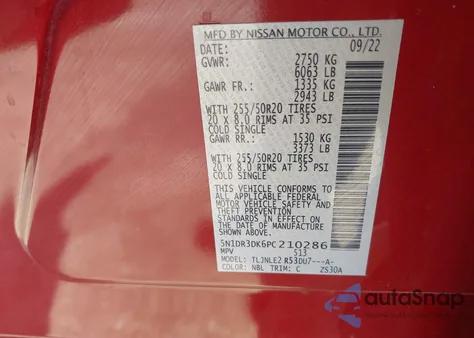 MFD BY NISSAN MOTOR CO., LTD.
DATE: 09/22
GVWR: 2750 KG
6063 LB
GAWR FR.: 1335 KG
2943 LB
WITH 255/50R20 TIRES
20 X 8.0 RIMS AT 35 PSI
COLD SINGLE
GAWR RR.: 1530 KG
3373 LB
WITH 255/50R20 TIRES
20 X 8.0 RIMS AT 35 PSI
COLD SINGLE
THIS VEHICLE CONFORMS TO
ALL APPLICABLE FEDERAL
MOTOR VEHICLE SAFETY AND
STANDARDS IN EFFECT ON
THE DATE OF MANUFACTURE
SHOWN ABOVE.
5N1DR3DK6PC210286
MPV 513
MODEL: TLJNLE2 R53DU7---A-
COLOR: NBL TRIM: C ZS30A
autoSnap